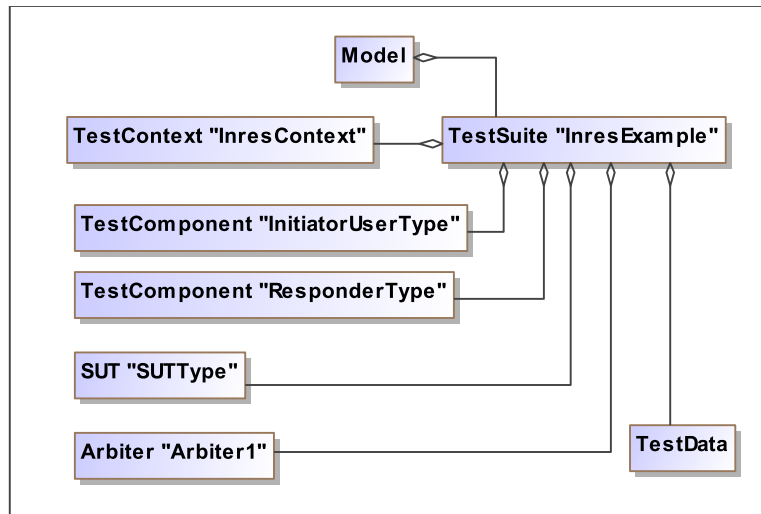 Model
TestContext "InresContext"
TestSuite "InresExample"
TestComponent "InitiatorUserType"
TestComponent "ResponderType"
SUT "SUTType"
Arbiter "Arbiter1"
TestData